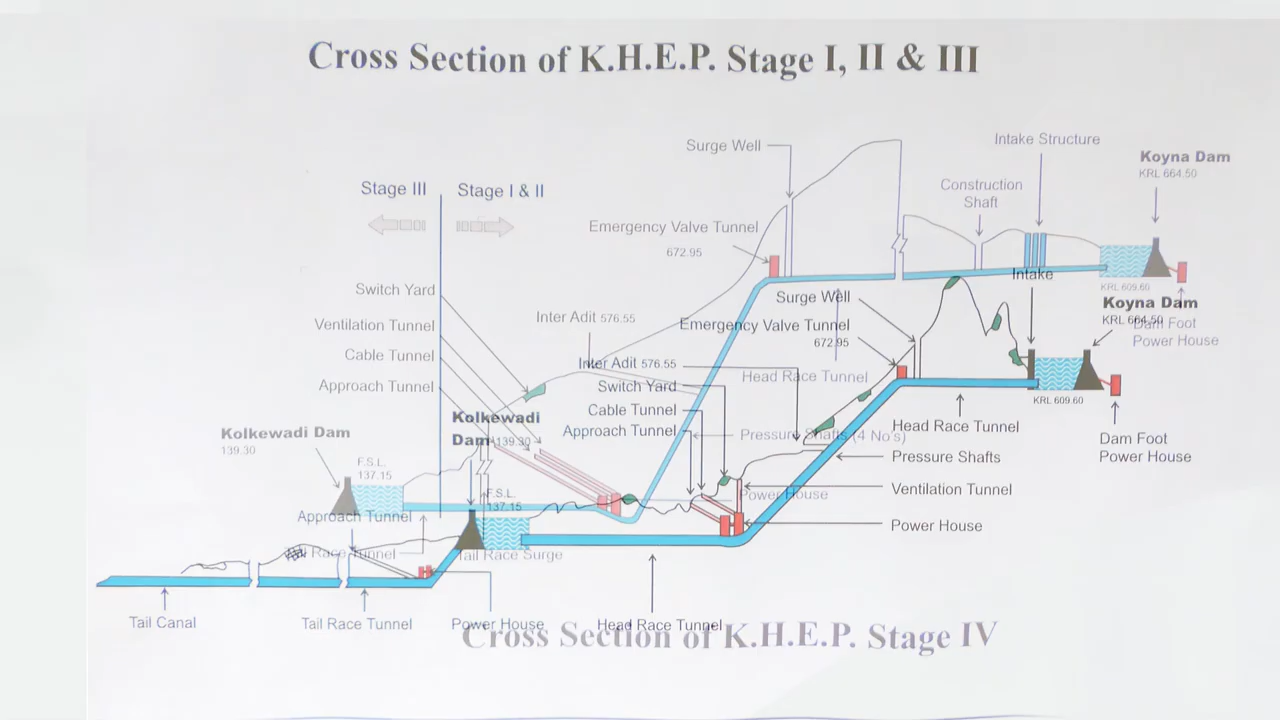 Cross Section of K.H.E.P. Stage I, II & III
Surge Well
Intake Structure
Koyna Dam
KRL 664.50
Stage III
Stage I & II
Construction
Shaft
Emergency Valve Tunnel
672.95
Intake
KRL 609.60
Switch Yard
Surge Well
Koyna Dam
KRL 664.50
Inter Adit 576.55
Ventilation Tunnel
Emergency Valve Tunnel
672.95
Dam Foot
Power House
Cable Tunnel
Inter Adit 576.55
Head Race Tunnel
Approach Tunnel
Switch Yard
KRL 609.60
Cable Tunnel
Kolkewadi
Dam 139.30
Approach Tunnel
Pressure Shafts (4 No's)
Head Race Tunnel
Kolkewadi Dam
139.30
Dam Foot
Power House
F.S.L.
137.15
Pressure Shafts
F.S.L.
137.15
Power House
Ventilation Tunnel
Approach Tunnel
Power House
Tail Race Tunnel
Tail Race Surge
Tail Canal
Tail Race Tunnel
Power House
Head Race Tunnel
Cross Section of K.H.E.P. Stage IV